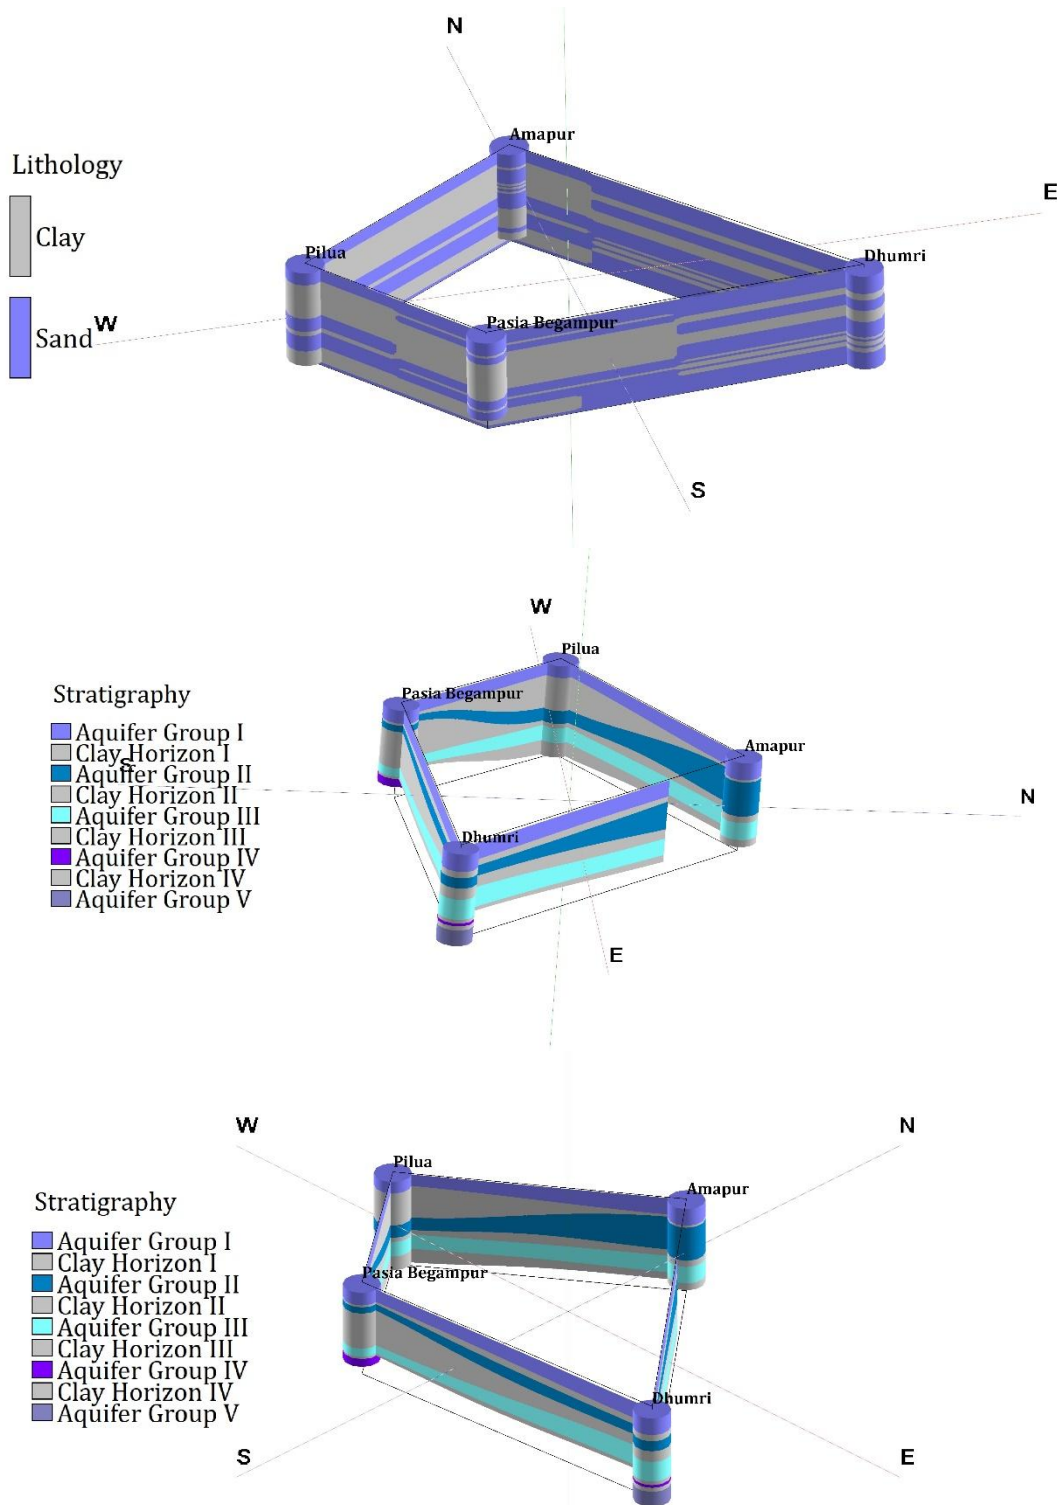 N
Amapur
Lithology
Clay
E
Pilua
Dhumri
Sand
W
Pasia Begampur
S
W
Pilua
Stratigraphy
Pasia Begampur
Aquifer Group I
Clay Horizon I
Amapur
S
Aquifer Group II
Clay Horizon II
N
Aquifer Group III
Clay Horizon III
Dhumri
Aquifer Group IV
Clay Horizon IV
Aquifer Group V
E
W
N
Pilua
Stratigraphy
Amapur
Aquifer Group I
Clay Horizon I
Pasia Begampur
Aquifer Group II
Clay Horizon II
Aquifer Group III
Clay Horizon III
Aquifer Group IV
Clay Horizon IV
Dhumri
Aquifer Group V
S
E